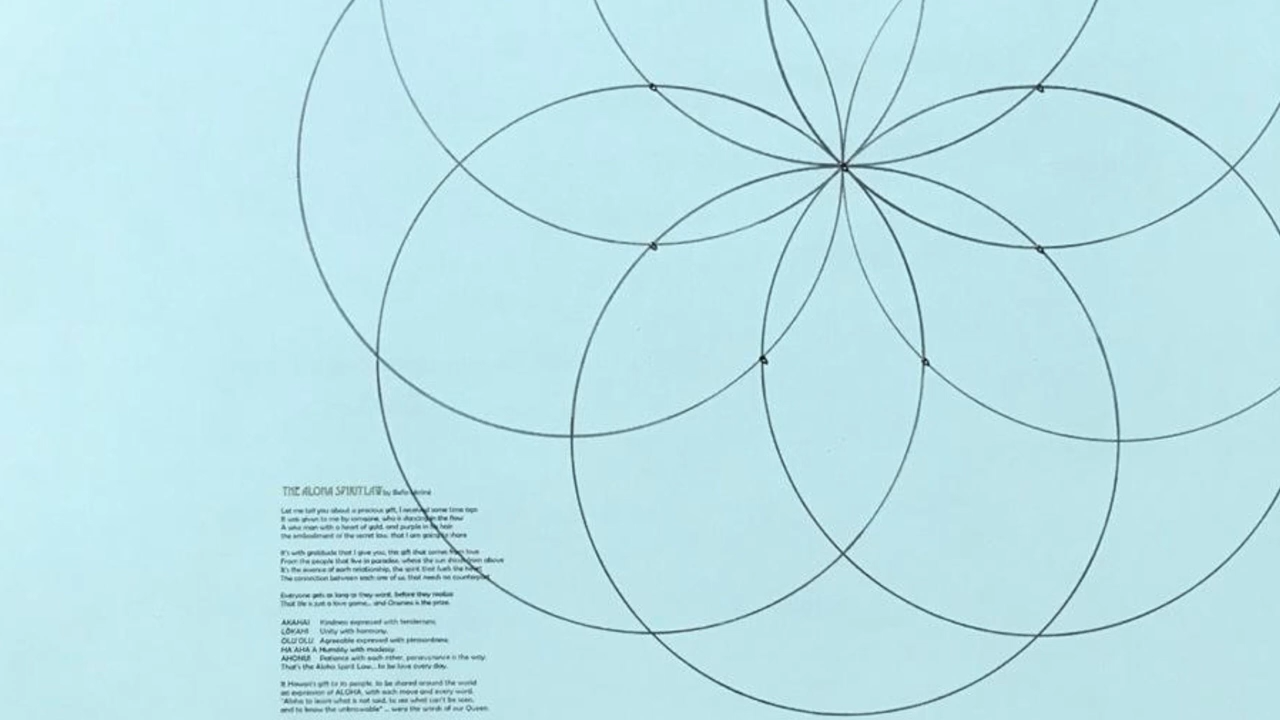 THE ALOHA SPIRIT LAW by
Let me tell you about a precious gift, I received some time ago
It was given to me by someone, who is dancing in the flow
A wise man with a heart of gold, and purple in his hair
the embodiment of the secret law, that I am going to share
It's with gratitude that I give you, this gift that comes from love
From the people that live in paradise, where the sun shines from above
It's the essence of each relationship, the spirit that fuels the heart
The connection between each one of us, that needs no counterpart
Everyone gets as long as they want, before they realize
That life is just a love game... and Oneness is the prize.
AKAHAI Kindness expressed with tenderness,
LŌKAHI Unity with harmony,
OLU'OLU Agreeable expressed with pleasantness,
HA'AHA'A Humility with modesty,
AHONUI Patience with each other, perseverance is the way.
That's the Aloha Spirit Law... to be love every day.
It Hawaii's gift to its people, to be shared around the world
an expression of ALOHA, with each move and every word.
"Aloha to learn what is not said, to see what can't be seen,
and to know the unknowable" ... were the words of our Queen.